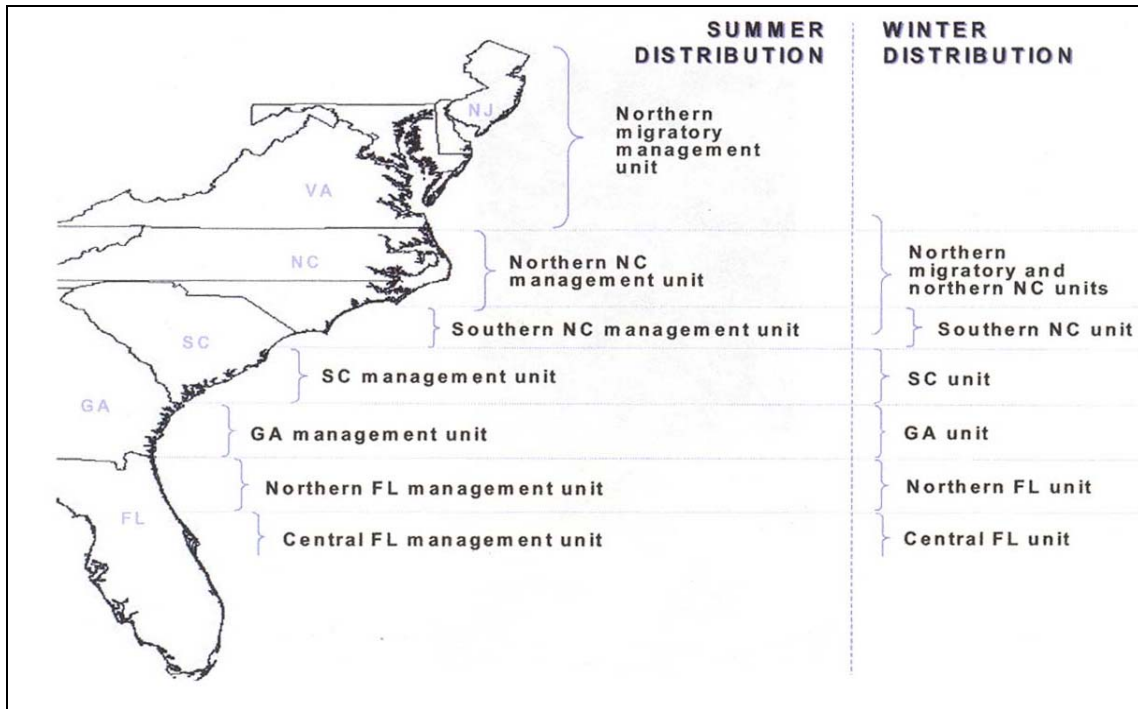 SUMMER
DISTRIBUTION
WINTER
DISTRIBUTION
NJ
VA
NC
SC
GA
FL
Northern
migratory
management
unit
Northern NC
management unit
Southern NC management unit
SC management unit
GA management unit
Northern FL management unit
Central FL management unit
Northern
migratory and
northern NC units
Southern NC unit
SC unit
GA unit
Northern FL unit
Central FL unit